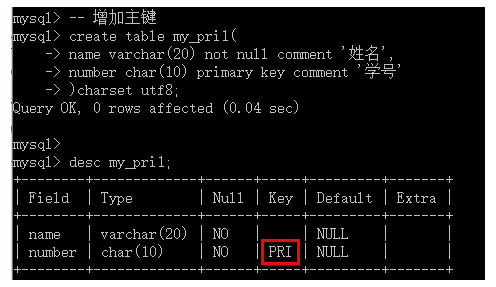 mysql> -- 增加主键
mysql> create table my_pri1(
    -> name varchar(20) not null comment '姓名',
    -> number char(10) primary key comment '学号'
    -> )charset utf8;
Query OK, 0 rows affected (0.04 sec)
mysql>
mysql> desc my_pri1;
+--------+-------------+------+-----+---------+-------+
| Field  | Type        | Null | Key | Default | Extra |
+--------+-------------+------+-----+---------+-------+
| name   | varchar(20) | NO   |     | NULL    |       |
| number | char(10)    | NO   | PRI | NULL    |       |
+--------+-------------+------+-----+---------+-------+